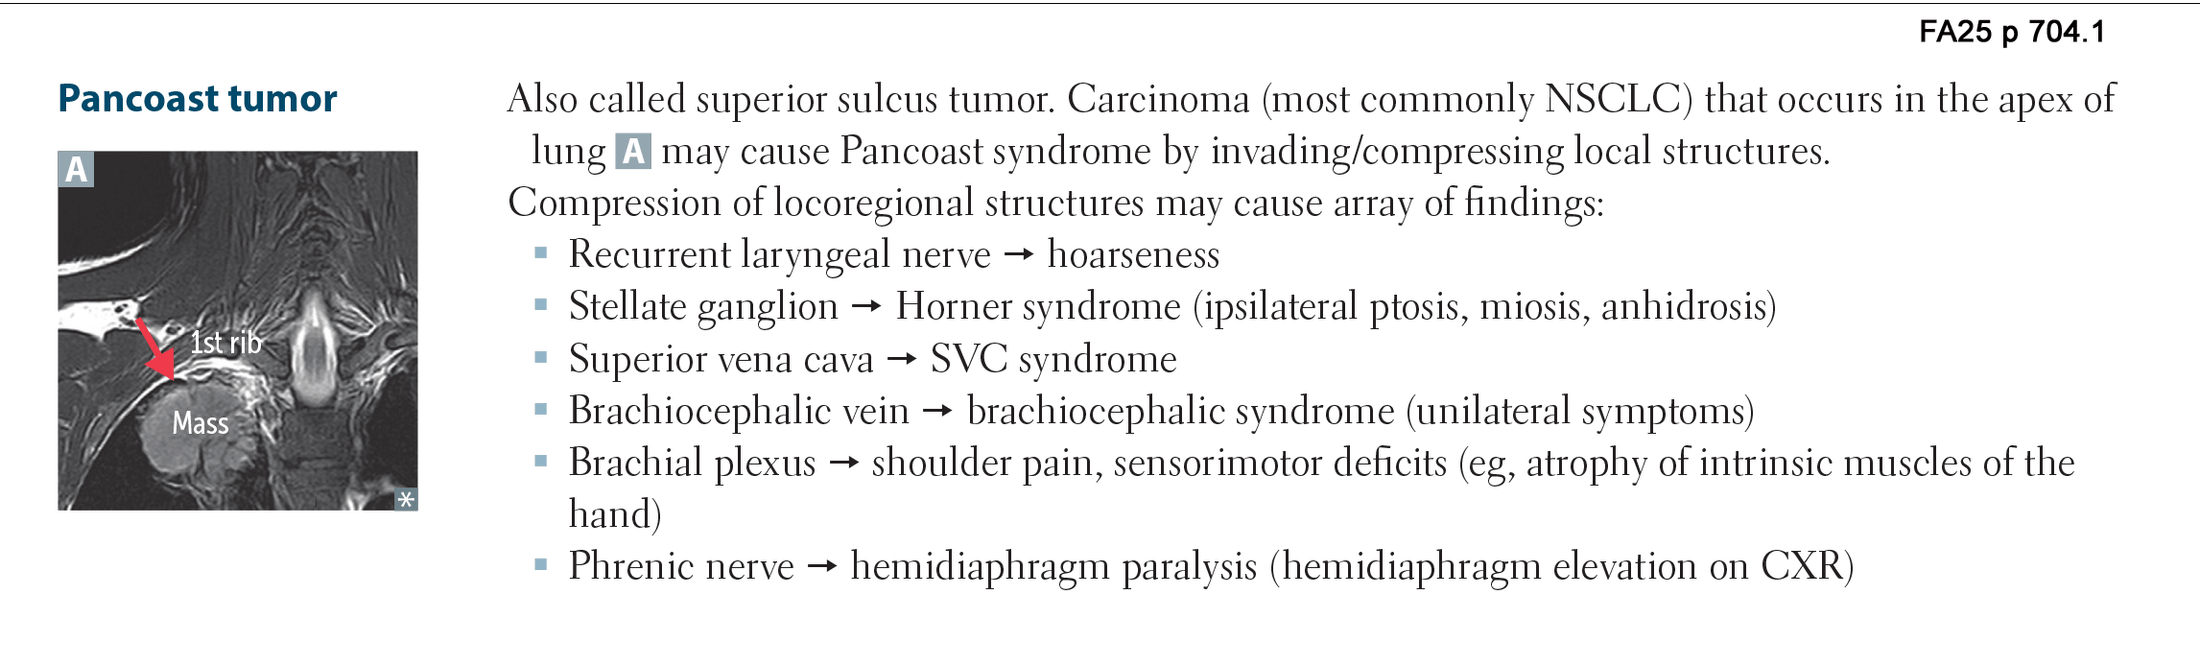 FA25 p 704.1
Pancoast tumor
Also called superior sulcus tumor. Carcinoma (most commonly NSCLC) that occurs in the apex of
lung A may cause Pancoast syndrome by invading/compressing local structures.
Compression of locoregional structures may cause array of findings:
▪ Recurrent laryngeal nerve → hoarseness
▪ Stellate ganglion → Horner syndrome (ipsilateral ptosis, miosis, anhidrosis)
▪ Superior vena cava → SVC syndrome
▪ Brachiocephalic vein → brachiocephalic syndrome (unilateral symptoms)
▪ Brachial plexus → shoulder pain, sensorimotor deficits (eg, atrophy of intrinsic muscles of the
hand)
▪ Phrenic nerve → hemidiaphragm paralysis (hemidiaphragm elevation on CXR)
A
1st rib
Mass
*